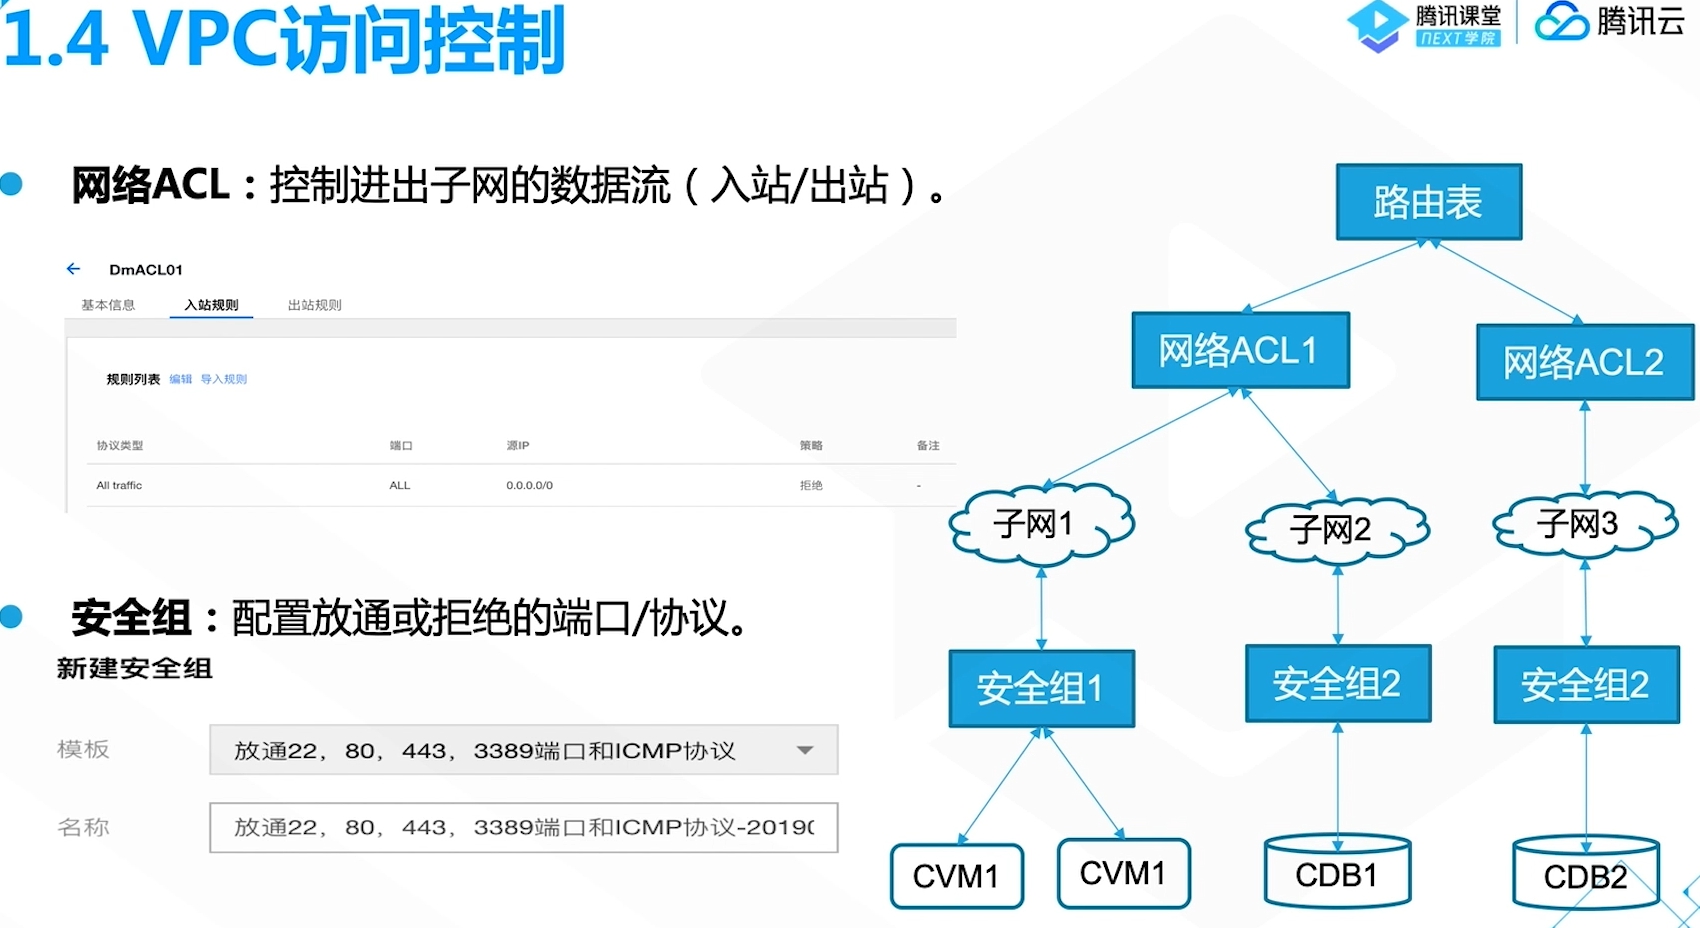 1.4 VPC访问控制
腾讯课堂
NEXT学院
腾讯云
网络ACL：控制进出子网的数据流（入站/出站）。
DmACL01
基本信息 入站规则 出站规则
规则列表 编辑 导入规则
协议类型 端口 源IP 策略 备注
All traffic ALL 0.0.0.0/0 拒绝 -
安全组：配置放通或拒绝的端口/协议。
新建安全组
模板 放通22，80，443，3389端口和ICMP协议
名称 放通22，80，443，3389端口和ICMP协议-2019
路由表
网络ACL1
网络ACL2
子网1
子网2
子网3
安全组1
安全组2
安全组2
CVM1
CVM1
CDB1
CDB2